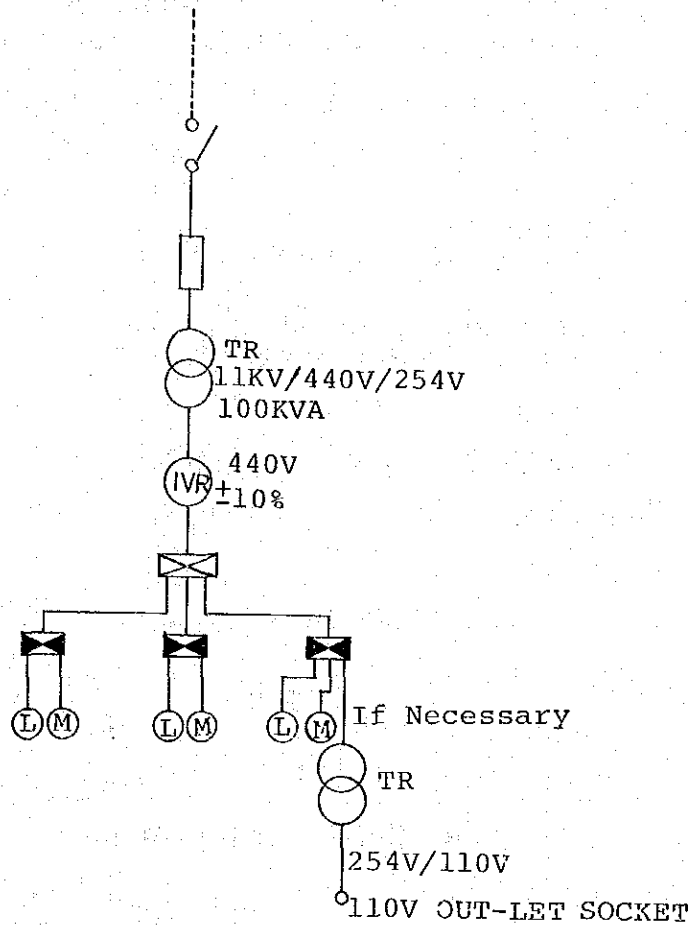 TR
11KV/440V/254V
100KVA
440V
IVR
±10%
L M
L M
L M
If Necessary
TR
254V/110V
110V OUT-LET SOCKET